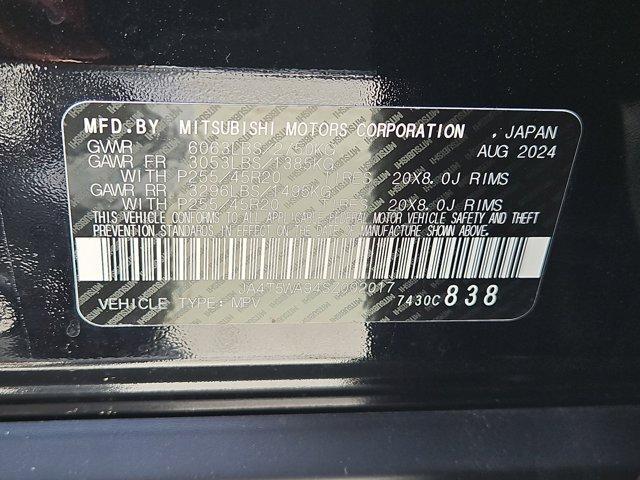 MFD.BY MITSUBISHI MOTORS CORPORATION , JAPAN
GVWR 6063LBS/2750KG AUG 2024
GAWR FR 3053LBS/1385KG
WITH P255/45R20 TIRES, 20X8.0J RIMS
GAWR RR 3296LBS/1496KG
WITH P255/45R20 TIRES, 20X8.0J RIMS
THIS VEHICLE CONFORMS TO ALL APPLICABLE FEDERAL MOTOR VEHICLE SAFETY AND THEFT
PREVENTION STANDARDS IN EFFECT ON THE DATE OF MANUFACTURE SHOWN ABOVE.
JA4T5WA94SZ092017
VEHICLE TYPE: MPV 7430C 838